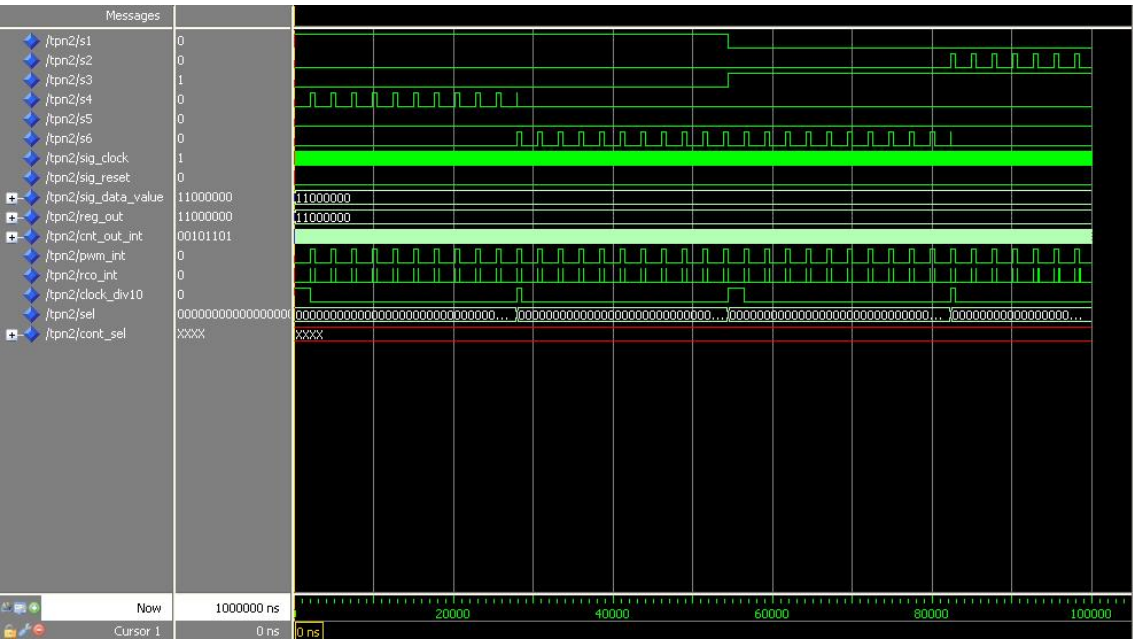 Messages
/tpn2/s1 0
/tpn2/s2 0
/tpn2/s3 1
/tpn2/s4 0
/tpn2/s5 0
/tpn2/s6 0
/tpn2/sig_clock 1
/tpn2/sig_reset 0
/tpn2/sig_data_value 11000000 11000000
/tpn2/reg_out 11000000 11000000
/tpn2/cnt_out_int 00101101
/tpn2/pwm_int 0
/tpn2/rco_int 0
/tpn2/clock_div10 0
/tpn2/sel
/tpn2/cont_sel XXXX XXXX
Now 1000000 ns 20000 40000 60000 80000 100000
Cursor 1 0 ns 0 ns